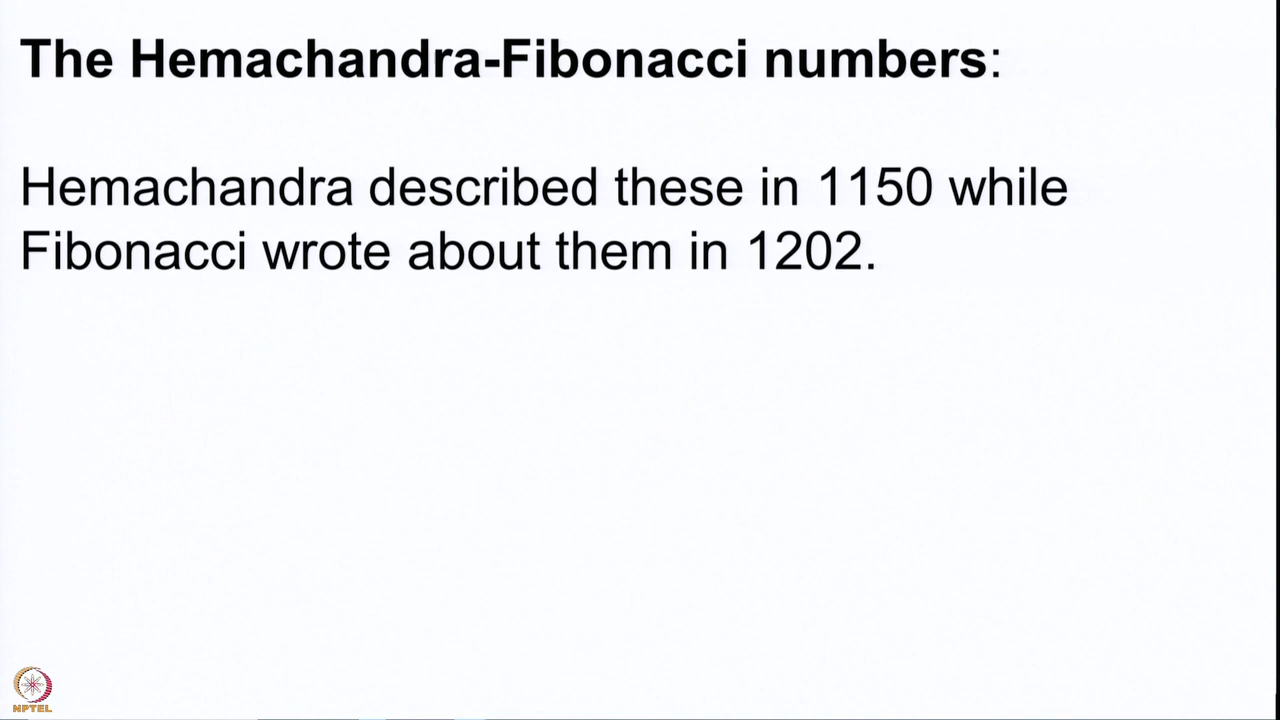 The Hemachandra-Fibonacci numbers:
Hemachandra described these in 1150 while
Fibonacci wrote about them in 1202.
NPTEL